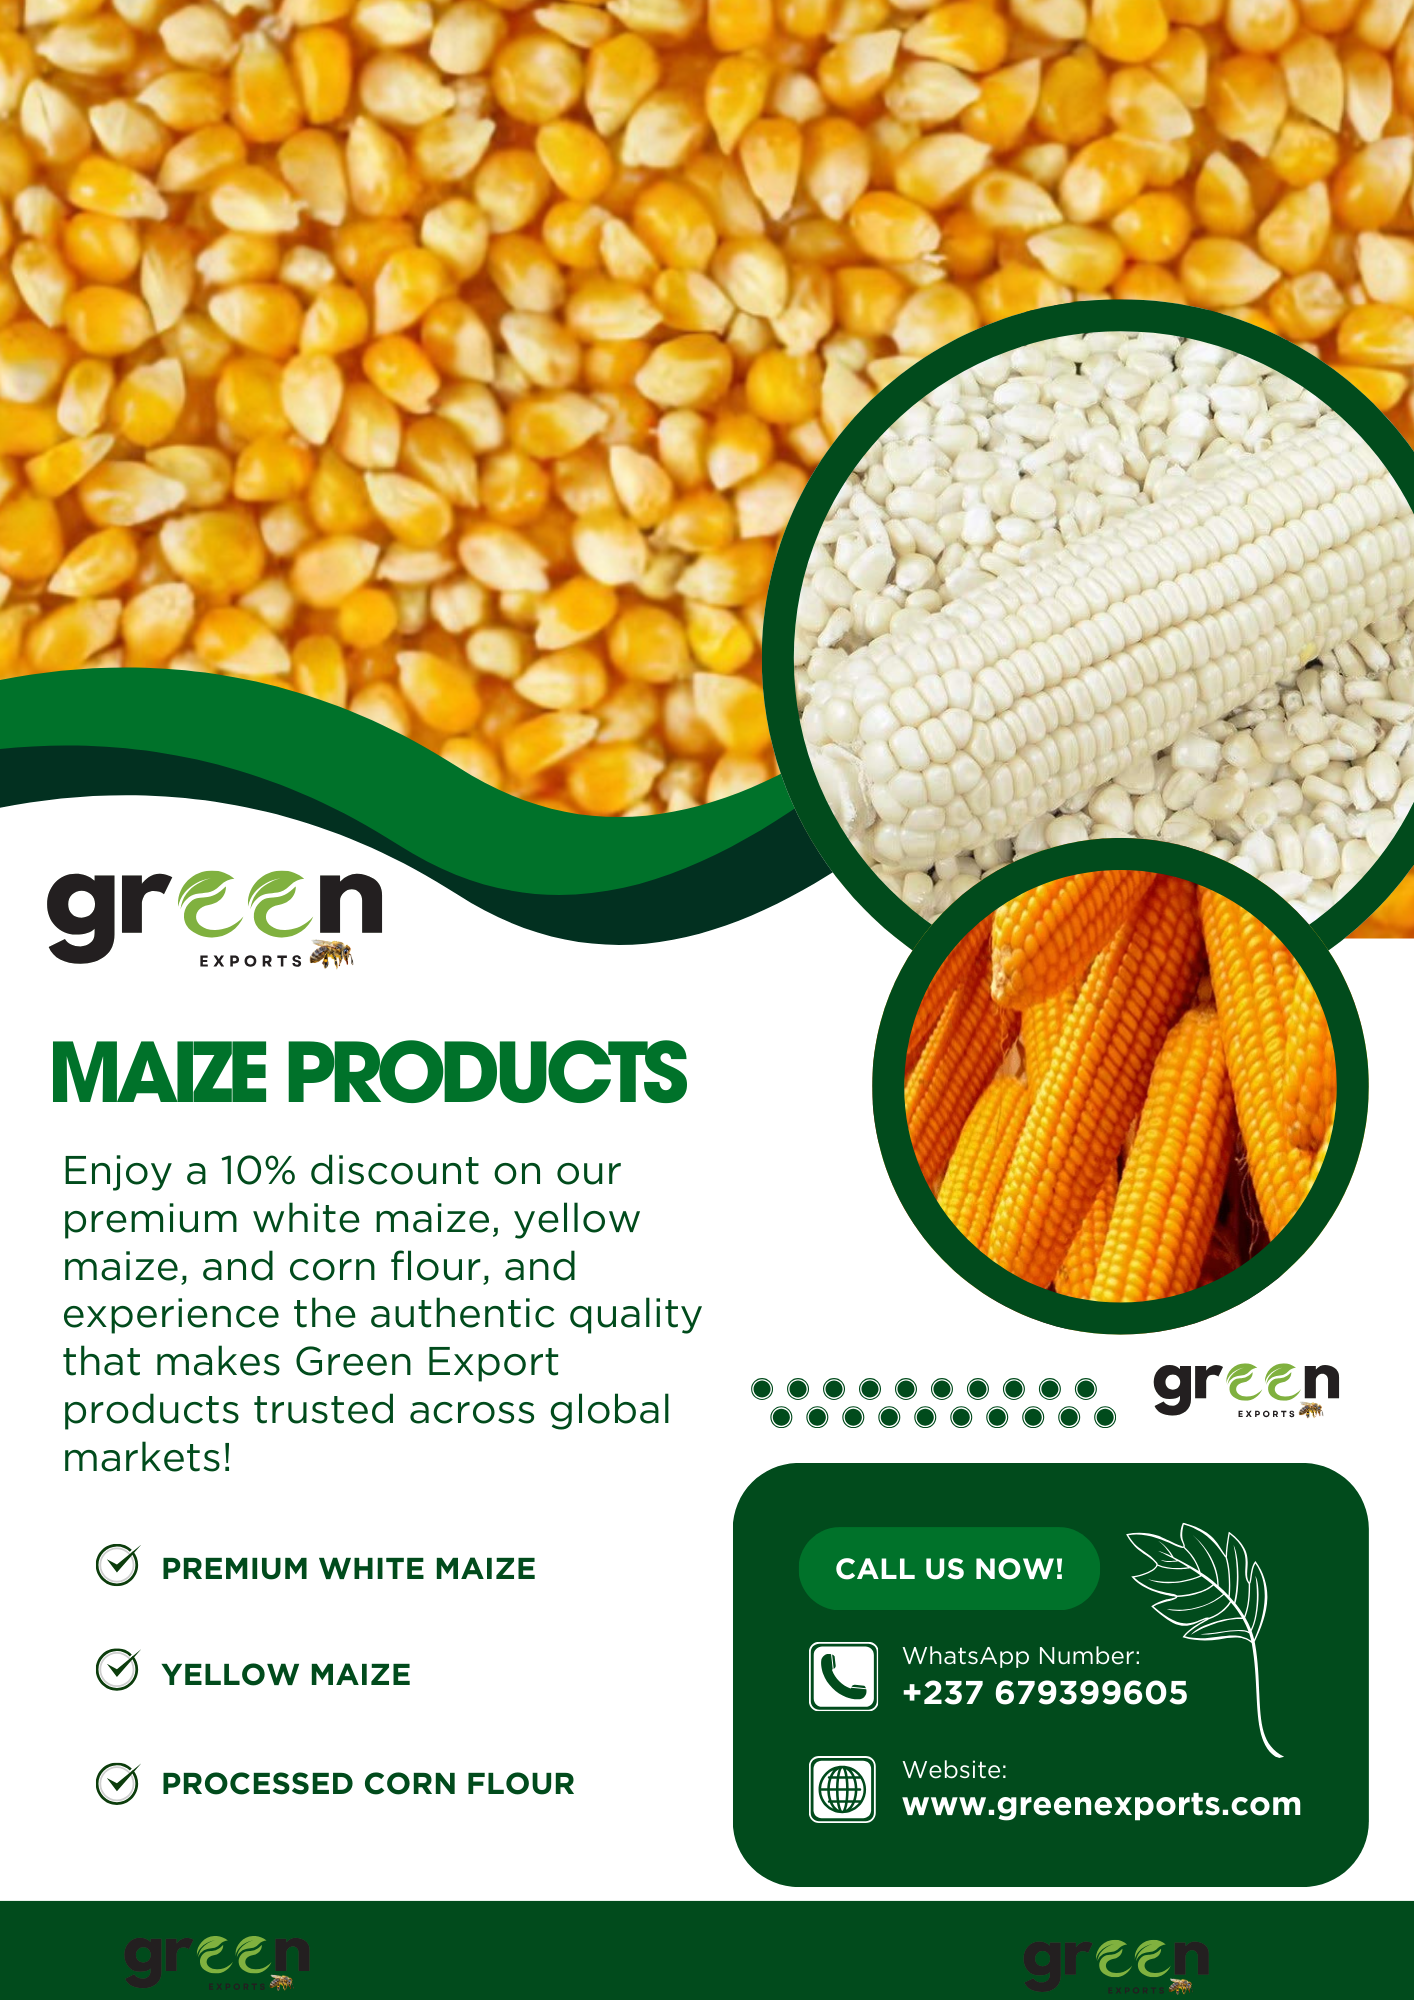 green
EXPORTS
MAIZE PRODUCTS
Enjoy a 10% discount on our
premium white maize, yellow
maize, and corn flour, and
experience the authentic quality
that makes Green Export
products trusted across global
markets!
PREMIUM WHITE MAIZE
YELLOW MAIZE
PROCESSED CORN FLOUR
green
EXPORTS
CALL US NOW!
WhatsApp Number:
+237 679399605
Website:
www.greenexports.com
green
EXPORTS
green
EXPORTS